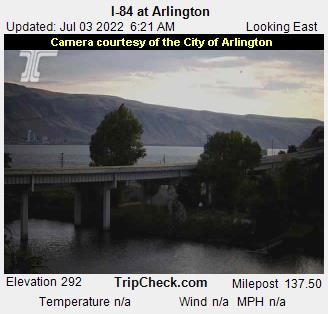 I-84 at Arlington
Updated: Jul 03 2022 6:21 AM Looking East
Camera courtesy of the City of Arlington
Elevation 292 TripCheck.com Milepost 137.50
Temperature n/a Wind n/a MPH n/a